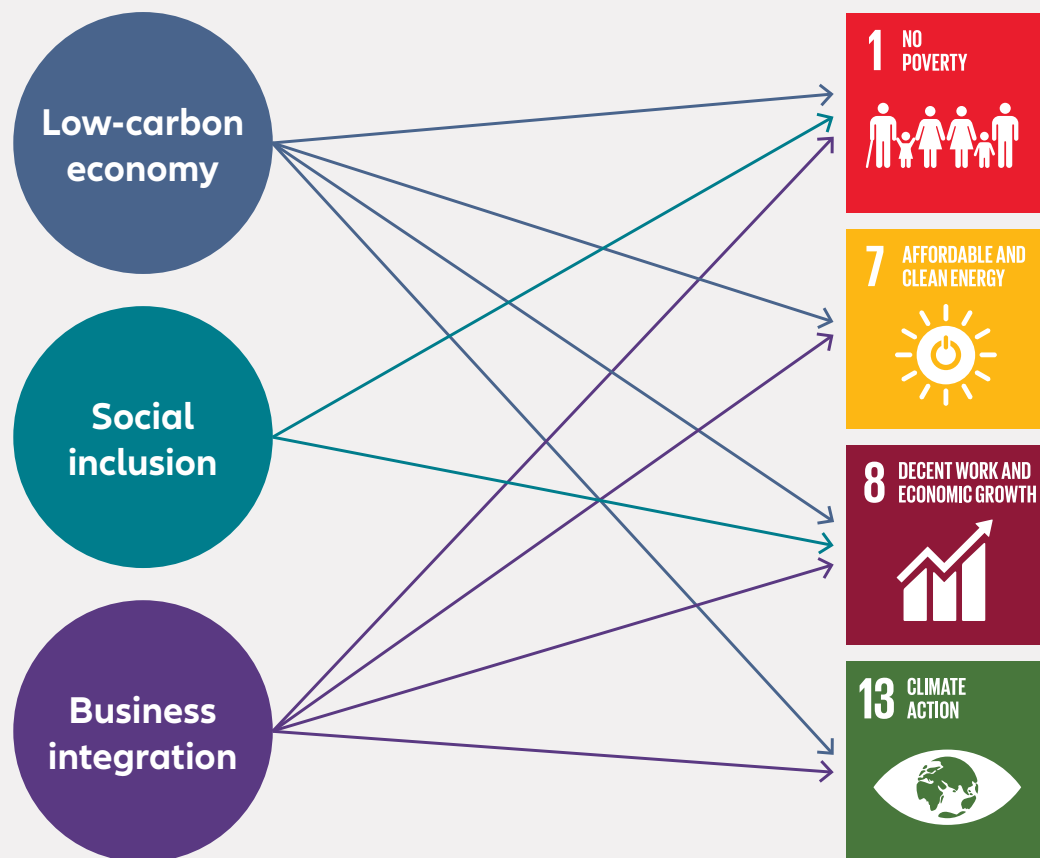 Low-carbon
economy
Social
inclusion
Business
integration
1 NO
POVERTY
7 AFFORDABLE AND
CLEAN ENERGY
8 DECENT WORK AND
ECONOMIC GROWTH
13 CLIMATE
ACTION